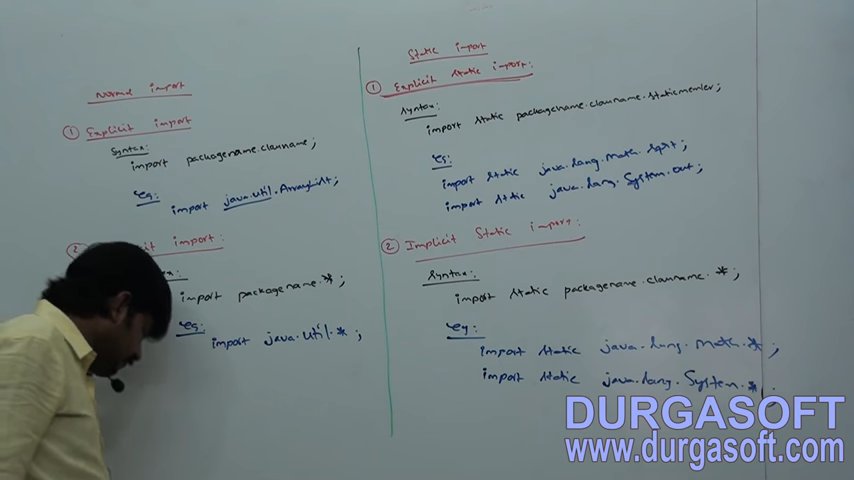 Normal import
① Explicit import
Syntax:
import packagename.classname;
eg:
import java.util.ArrayList;
② it import:
x:
import packagename.*;
eg:
import java.util.*;
Static import
① Explicit static import:
Syntax:
import static packagename.classname.staticmember;
Eg:
import static java.lang.Math.sqrt;
import static java.lang.System.out;
② Implicit Static import:
Syntax:
import static packagename.classname.*;
Eg:
import static java.lang.Math.*;
import static java.lang.System.*;
DURGASOFT
www.durgasoft.com